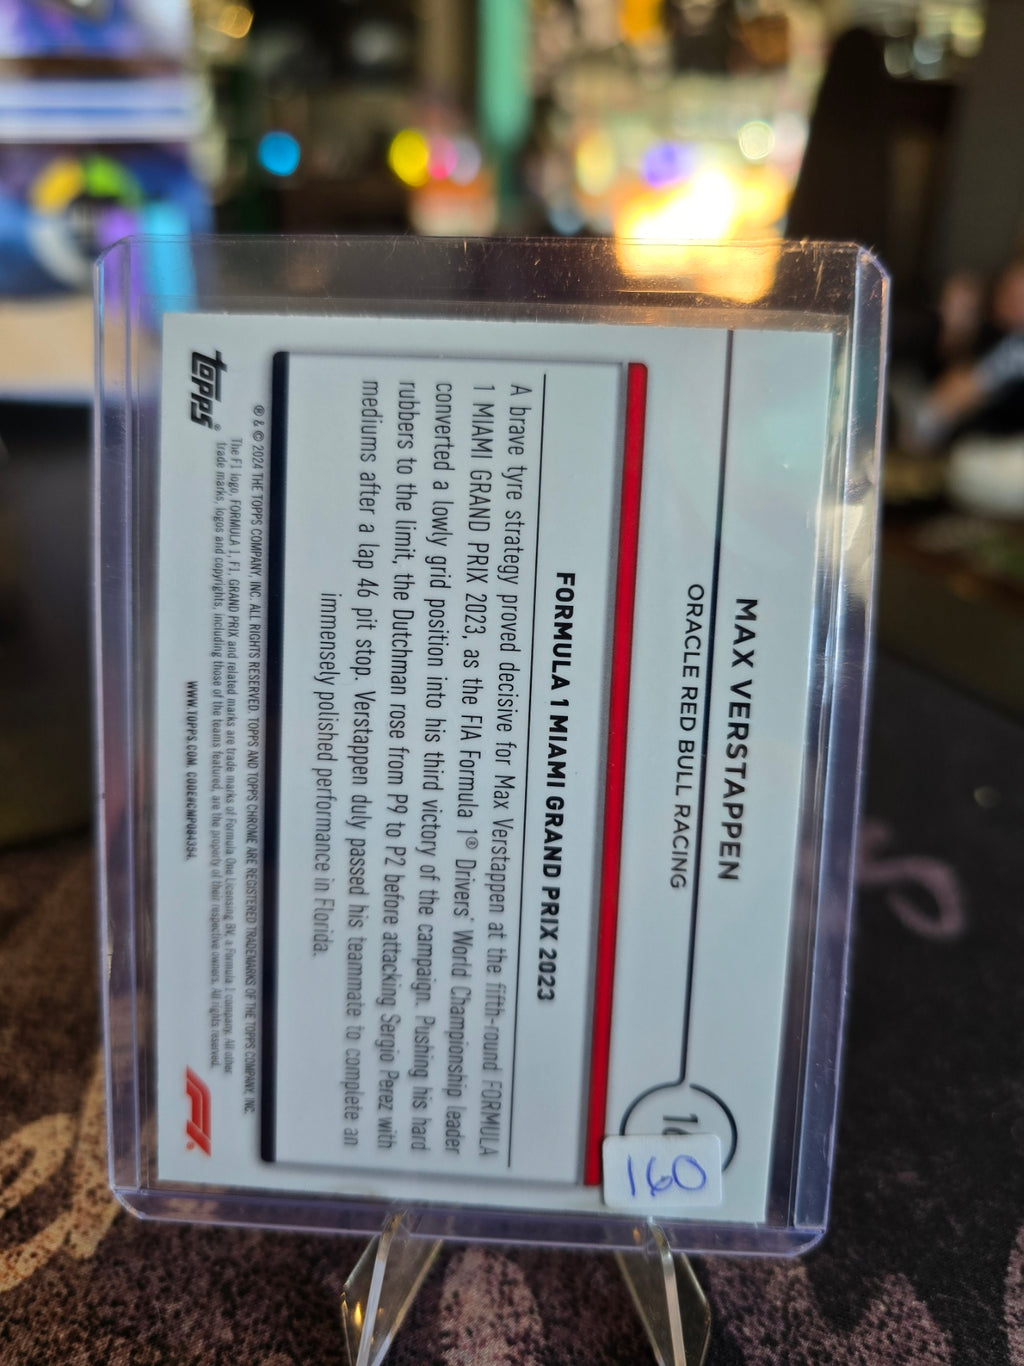 MAX VERSTAPPEN
ORACLE RED BULL RACING
160
FORMULA 1 MIAMI GRAND PRIX 2023
A brave tyre strategy proved decisive for Max Verstappen at the fifth-round FORMULA
1 MIAMI GRAND PRIX 2023, as the FIA Formula 1® Drivers' World Championship leader
converted a lowly grid position into his third victory of the campaign. Pushing his hard
rubbers to the limit, the Dutchman rose from P9 to P2 before attacking Sergio Perez with
mediums after a lap 46 pit stop. Verstappen duly passed his teammate to complete an
immensely polished performance in Florida.
® & © 2024 THE TOPPS COMPANY, INC. ALL RIGHTS RESERVED. TOPPS AND TOPPS CHROME ARE REGISTERED TRADEMARKS OF THE TOPPS COMPANY, INC.
The F1 logo, FORMULA 1, F1, GRAND PRIX and related marks are trade marks of Formula One Licensing BV, a Formula 1 company. All other
trade marks, logos and copyrights, including those of the teams featured, are the property of their respective owners. All rights reserved.
WWW.TOPPS.COM. CODE#CMP084394.
topps®
F1